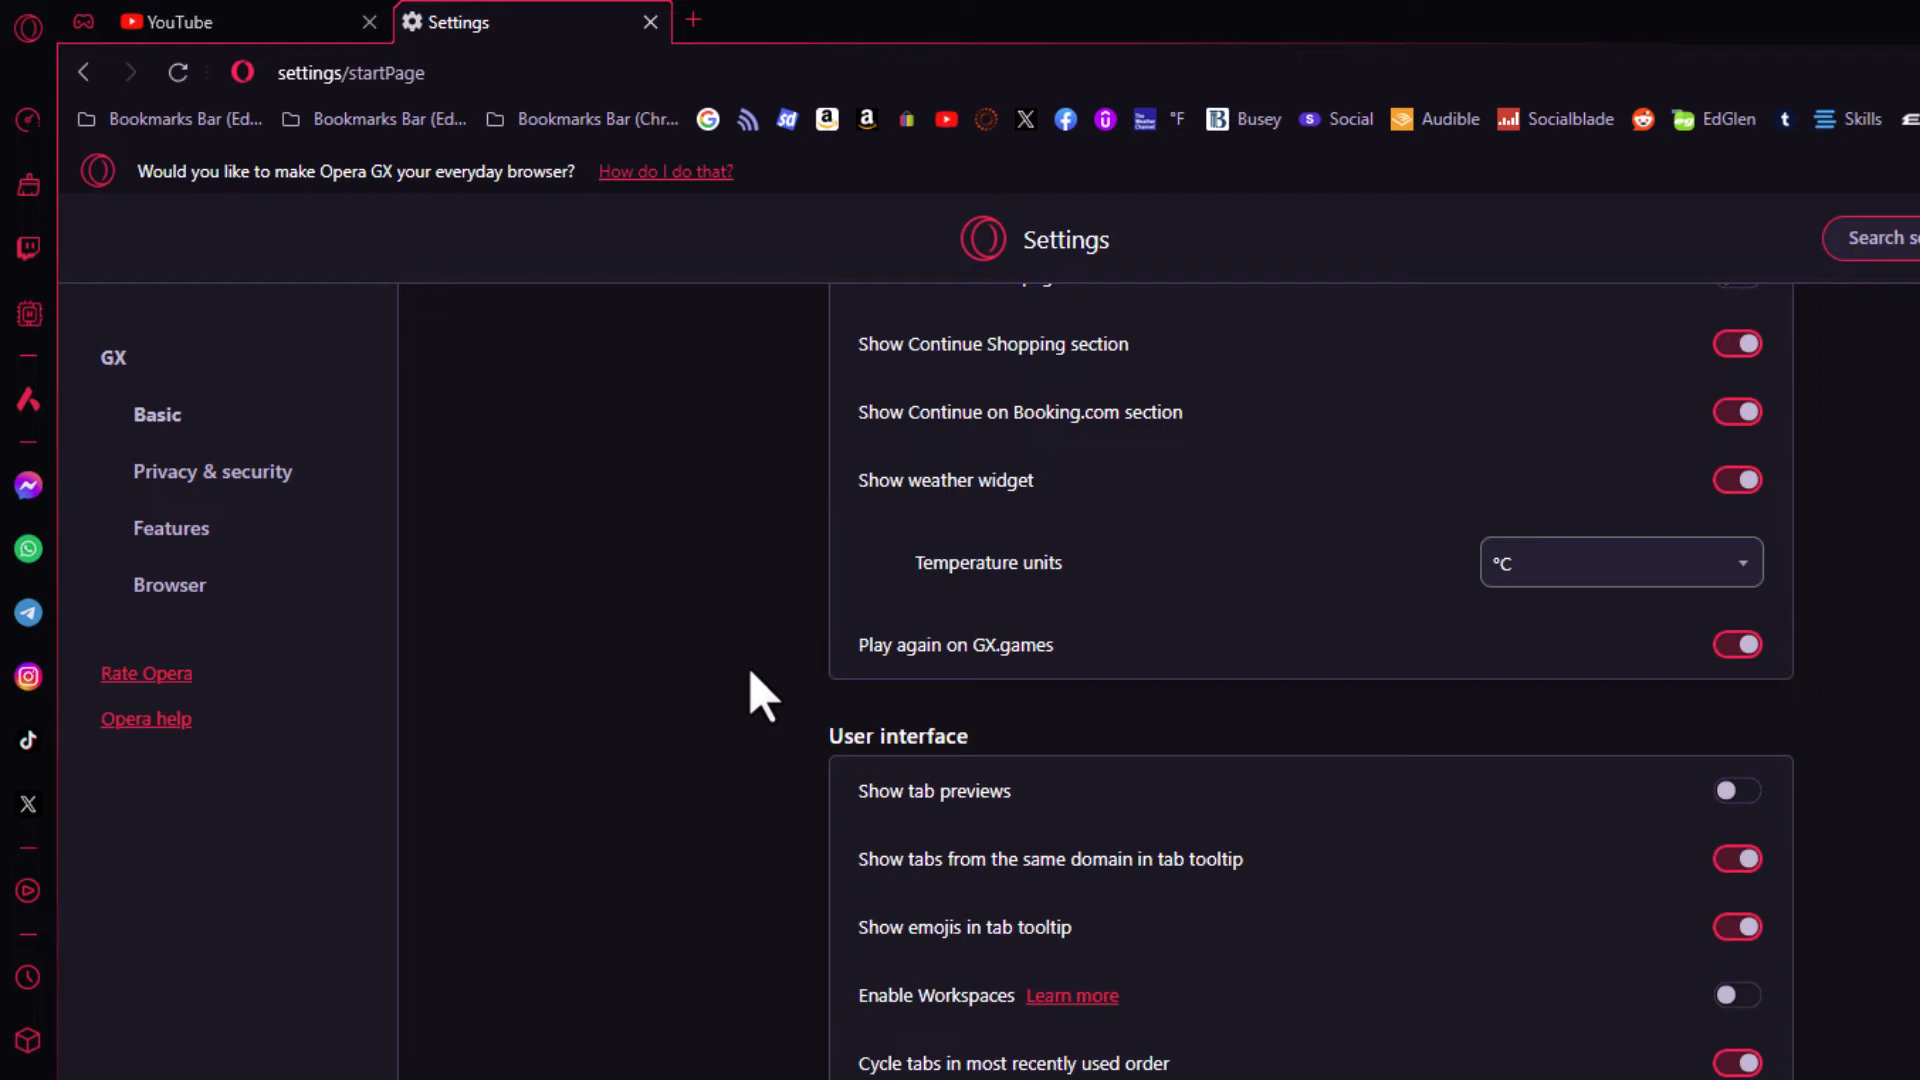 YouTube
Settings
settings/startPage
Bookmarks Bar (Ed...
Bookmarks Bar (Ed...
Bookmarks Bar (Chr...
°F
Busey
Social
Audible
Socialblade
EdGlen
Skills
Would you like to make Opera GX your everyday browser? How do I do that?
Settings
Search se
GX
Basic
Privacy & security
Features
Browser
Rate Opera
Opera help
Show Continue Shopping section
Show Continue on Booking.com section
Show weather widget
Temperature units
°C
Play again on GX.games
User interface
Show tab previews
Show tabs from the same domain in tab tooltip
Show emojis in tab tooltip
Enable Workspaces Learn more
Cycle tabs in most recently used order